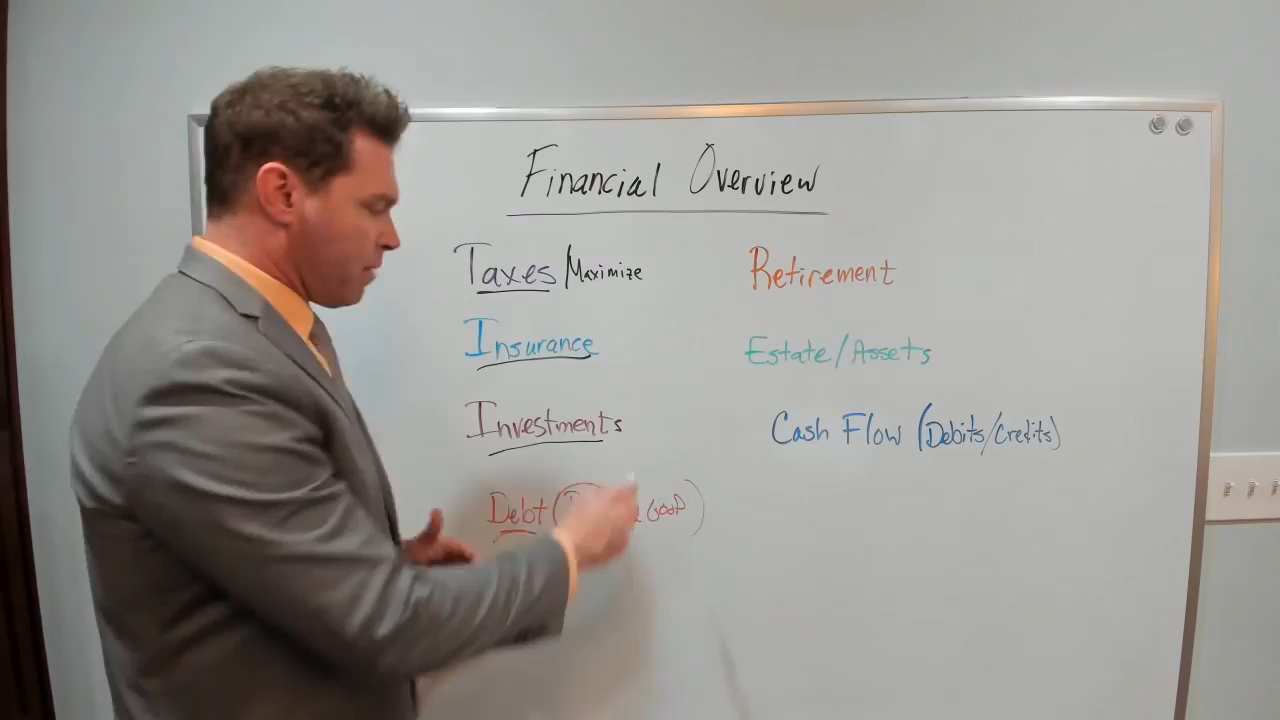 Financial Overview
Taxes/Maximize
Insurance
Investments
Debt (
Good)
Retirement
Estate/Assets
Cash Flow (Debits/Credits)